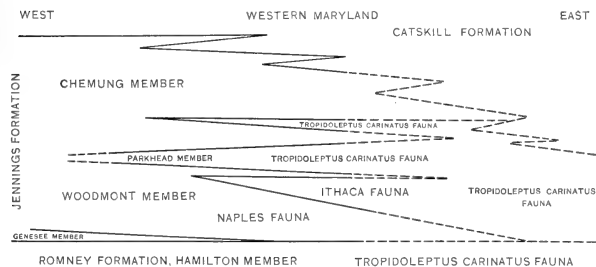 WEST
WESTERN MARYLAND
EAST
CATSKILL FORMATION
JENNINGS FORMATION
CHEMUNG MEMBER
TROPIDOLEPTUS CARINATUS FAUNA
PARKHEAD MEMBER
TROPIDOLEPTUS CARINATUS FAUNA
WOODMONT MEMBER
ITHACA FAUNA
TROPIDOLEPTUS CARINATUS
FAUNA
NAPLES FAUNA
GENESEE MEMBER
ROMNEY FORMATION, HAMILTON MEMBER
TROPIDOLEPTUS CARINATUS FAUNA